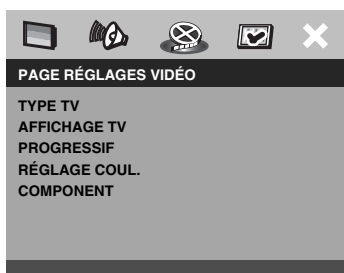 PAGE RÉGLAGES VIDÉO
TYPE TV
AFFICHAGE TV
PROGRESSIF
RÉGLAGE COUL.
COMPONENT